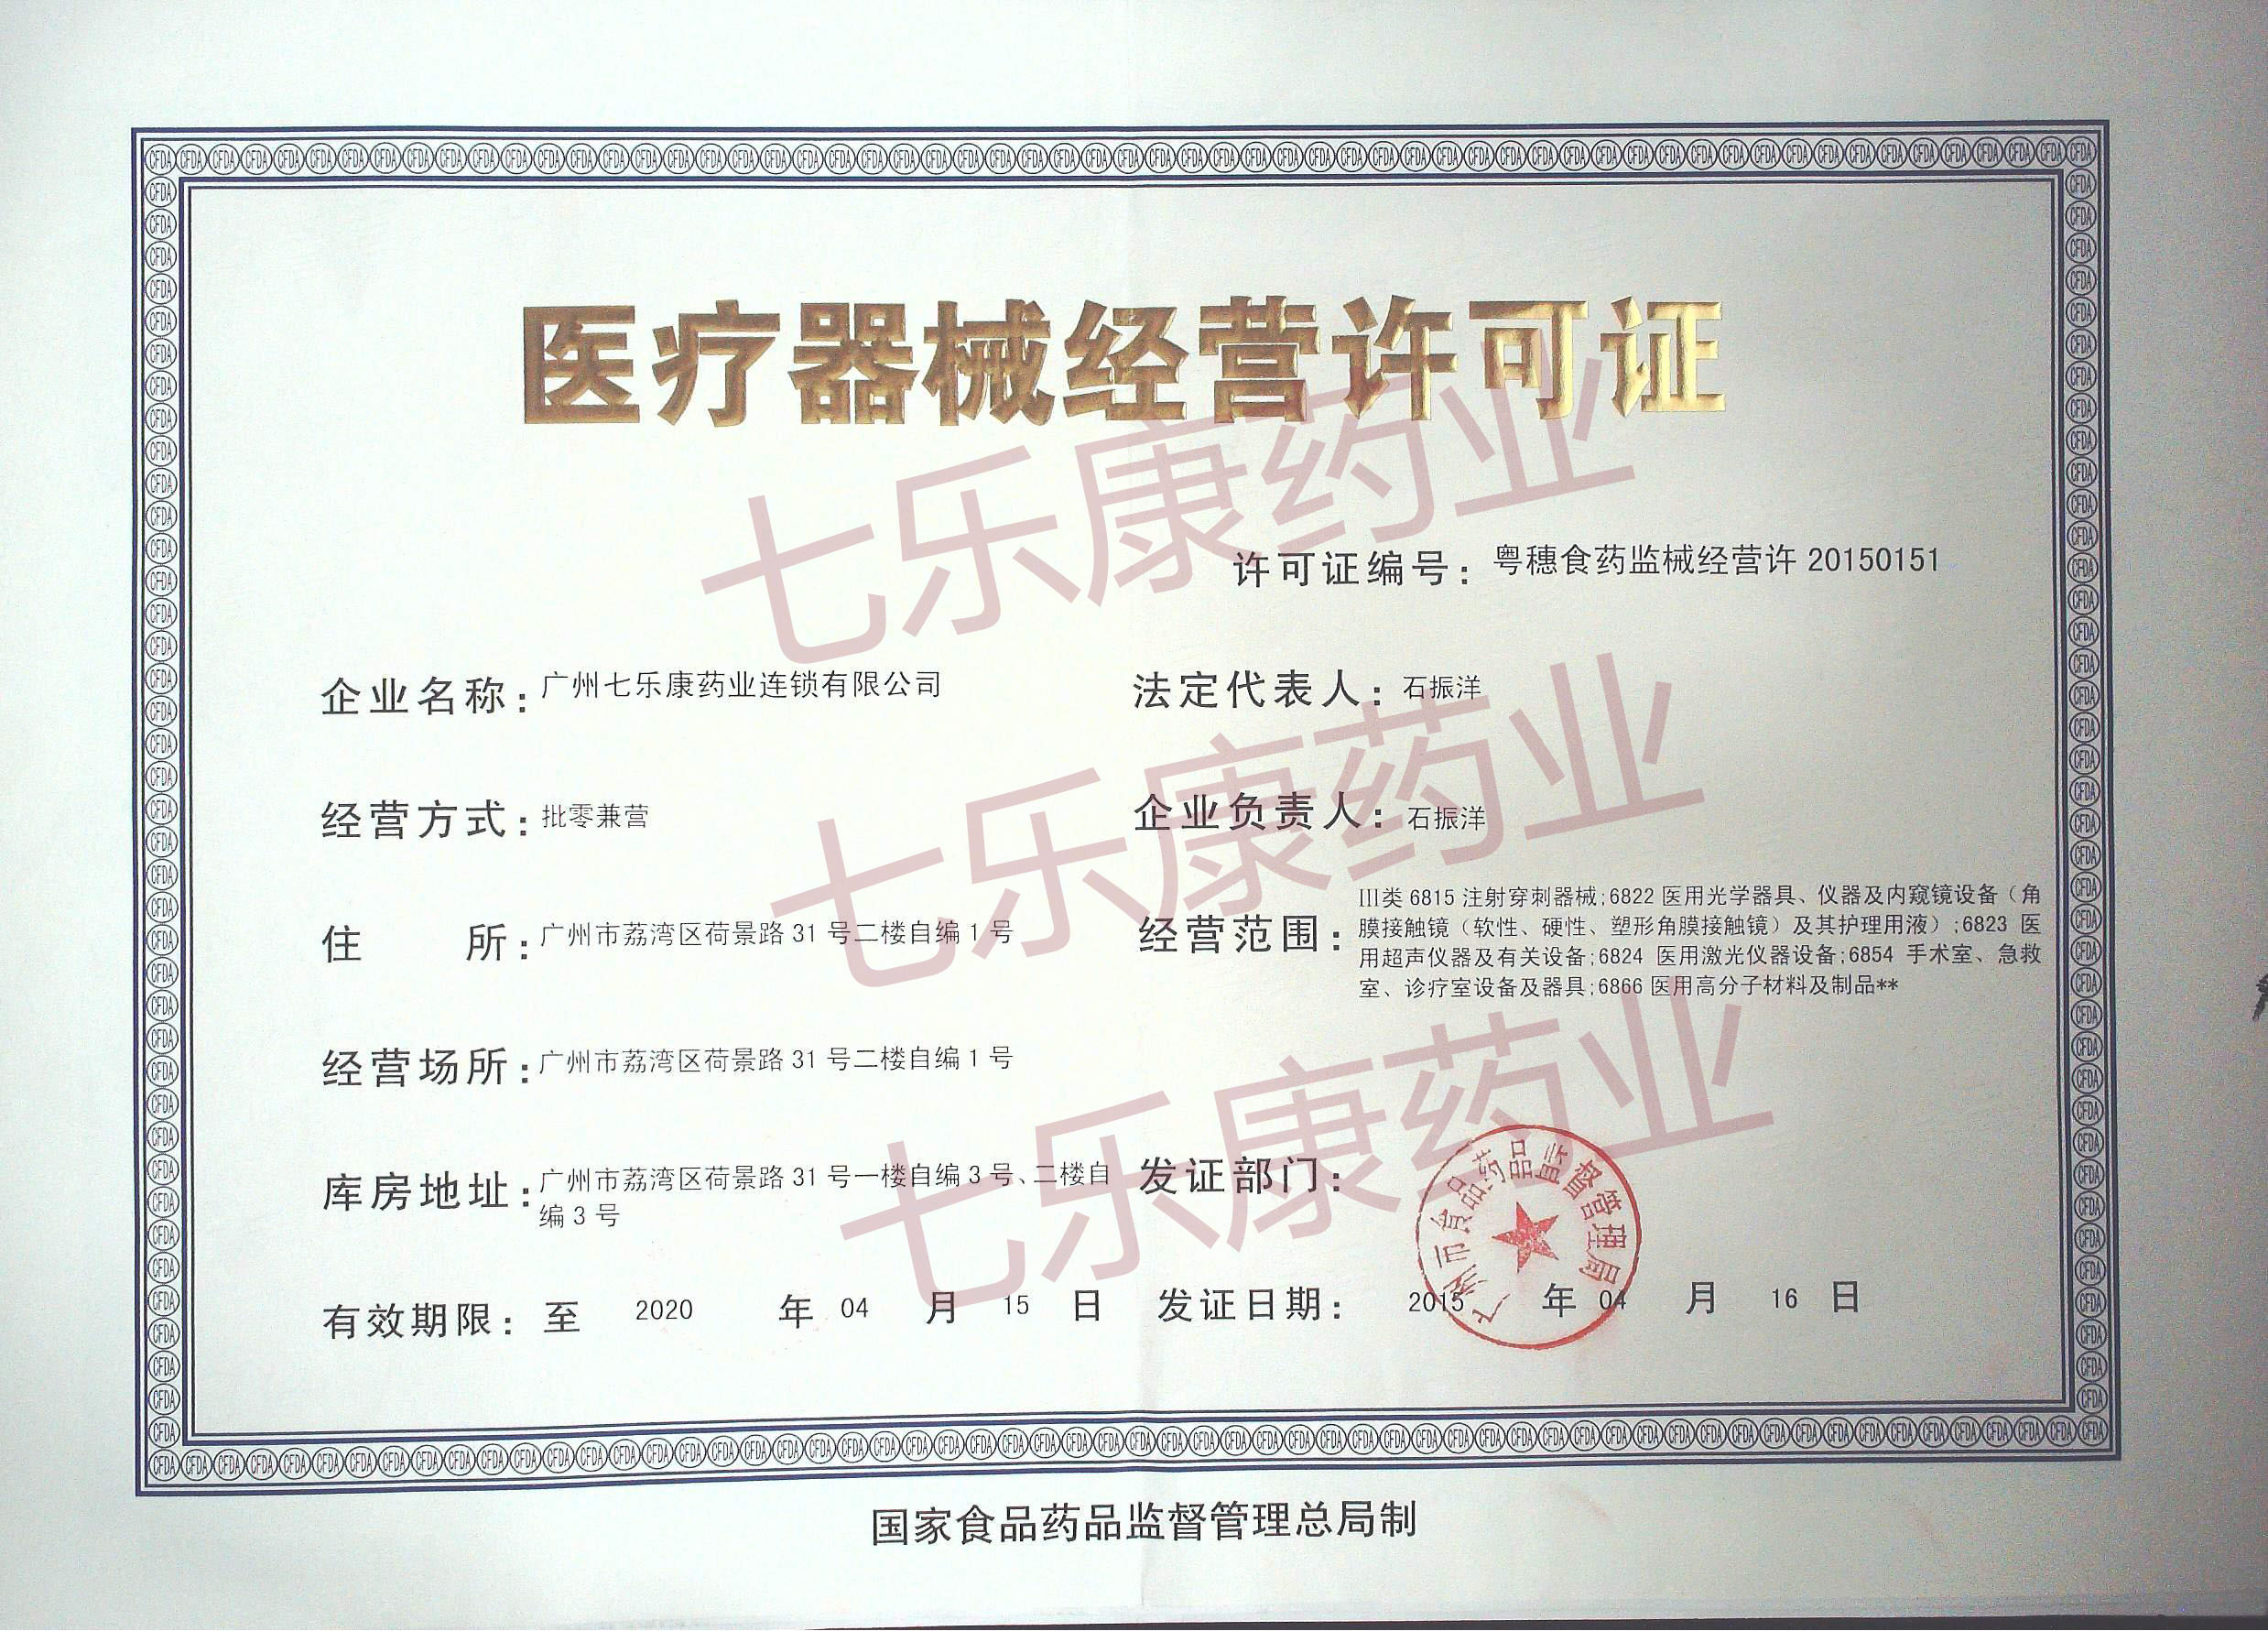 医疗器械经营许可证
许可证编号：粤穗食药监械经营许 20150151
企业名称：广州七乐康药业连锁有限公司
法定代表人：石振洋
经营方式：批零兼营
企业负责人：石振洋
住所：广州市荔湾区荷景路 31 号二楼自编 1 号
经营范围：III类 6815 注射穿刺器械;6822 医用光学器具、仪器及内窥镜设备（角
膜接触镜（软性、硬性、塑形角膜接触镜）及其护理用液）;6823 医
用超声仪器及有关设备;6824 医用激光仪器设备;6854 手术室、急救
室、诊疗室设备及器具;6866 医用高分子材料及制品**
经营场所：广州市荔湾区荷景路 31 号二楼自编 1 号
库房地址：广州市荔湾区荷景路 31 号一楼自编 3 号、二楼自
编 3 号
发证部门：
广州市食品药品监督管理局
有效期限：至 2020 年 04 月 15 日
发证日期：2015 年 04 月 16 日
国家食品药品监督管理总局制
七乐康药业
七乐康药业
七乐康药业
CFDA